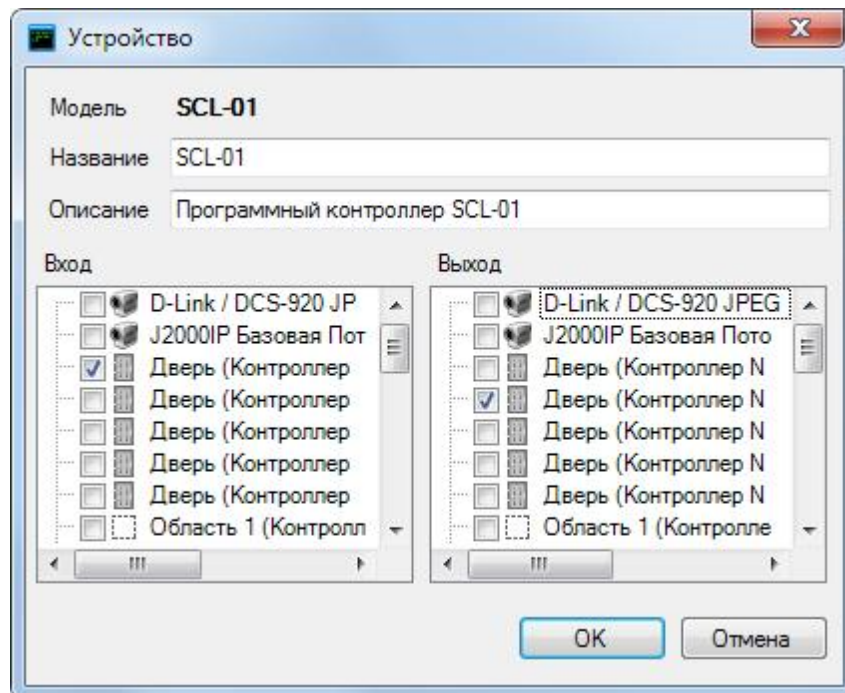 Устройство
Модель SCL-01
Название SCL-01
Описание Программный контроллер SCL-01
Вход
D-Link / DCS-920 JP
J2000IP Базовая Пот
Дверь (Контроллер
Дверь (Контроллер
Дверь (Контроллер
Дверь (Контроллер
Дверь (Контроллер
Область 1 (Контролл
Выход
D-Link / DCS-920 JPEG
J2000IP Базовая Пото
Дверь (Контроллер N
Дверь (Контроллер N
Дверь (Контроллер N
Дверь (Контроллер N
Дверь (Контроллер N
Область 1 (Контролле
OK Отмена